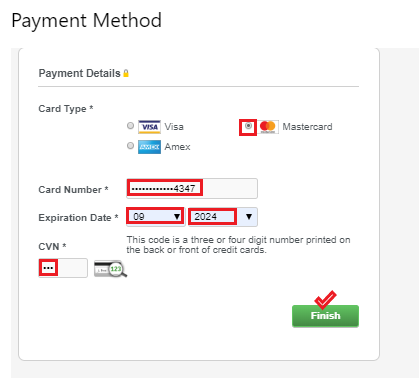 Payment Method
Payment Details
Card Type *
VISA Visa
Mastercard
AMEX Amex
Card Number * ••••••••••••4347
Expiration Date * 09 2024
CVN *
This code is a three or four digit number printed on
the back or front of credit cards.
••• 123
Finish